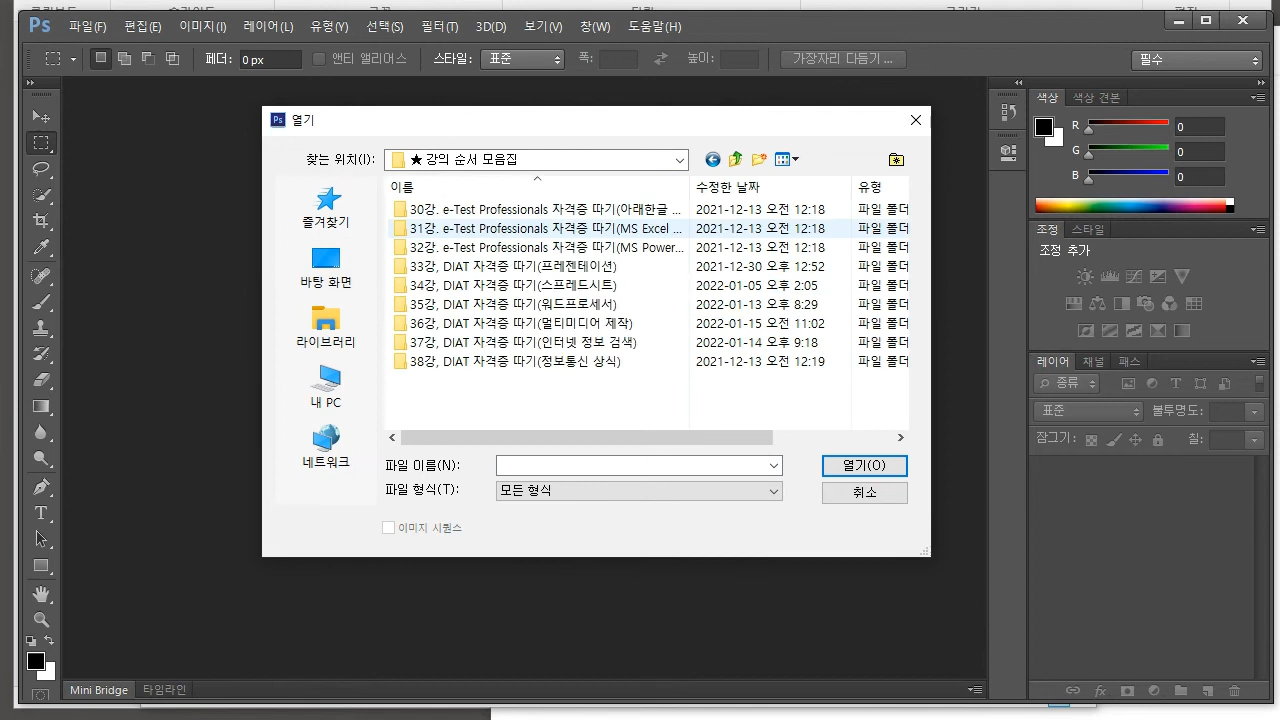 Ps 파일(F) 편집(E) 이미지(I) 레이어(L) 유형(Y) 선택(S) 필터(T) 3D(D) 보기(V) 창(W) 도움말(H)
페더: 0 px 앤티 앨리어스 스타일: 표준 폭: 높이: 가장자리 다듬기 ... 필수
Ps 열기
찾는 위치(I): ★ 강의 순서 모음집
이름 수정한 날짜 유형
30강. e-Test Professionals 자격증 따기(아래한글 ... 2021-12-13 오전 12:18 파일 폴더
31강. e-Test Professionals 자격증 따기(MS Excel ... 2021-12-13 오전 12:18 파일 폴더
32강. e-Test Professionals 자격증 따기(MS Power... 2021-12-13 오전 12:18 파일 폴더
33강, DIAT 자격증 따기(프레젠테이션) 2021-12-30 오전 12:52 파일 폴더
34강, DIAT 자격증 따기(스프레드시트) 2022-01-05 오후 2:05 파일 폴더
35강, DIAT 자격증 따기(워드프로세서) 2022-01-13 오후 8:29 파일 폴더
36강, DIAT 자격증 따기(멀티미디어 제작) 2022-01-15 오전 11:02 파일 폴더
37강, DIAT 자격증 따기(인터넷 정보 검색) 2022-01-14 오후 9:18 파일 폴더
38강, DIAT 자격증 따기(정보통신 상식) 2021-12-13 오전 12:19 파일 폴더
즐겨찾기
바탕 화면
라이브러리
내 PC
네트워크
파일 이름(N): 열기(O)
파일 형식(T): 모든 형식 취소
이미지 시퀀스
색상 색상 견본
R 0
G 0
B 0
조정 스타일
조정 추가
레이어 채널 패스
종류
표준 불투명도:
잠그기: 칠:
Mini Bridge 타임라인